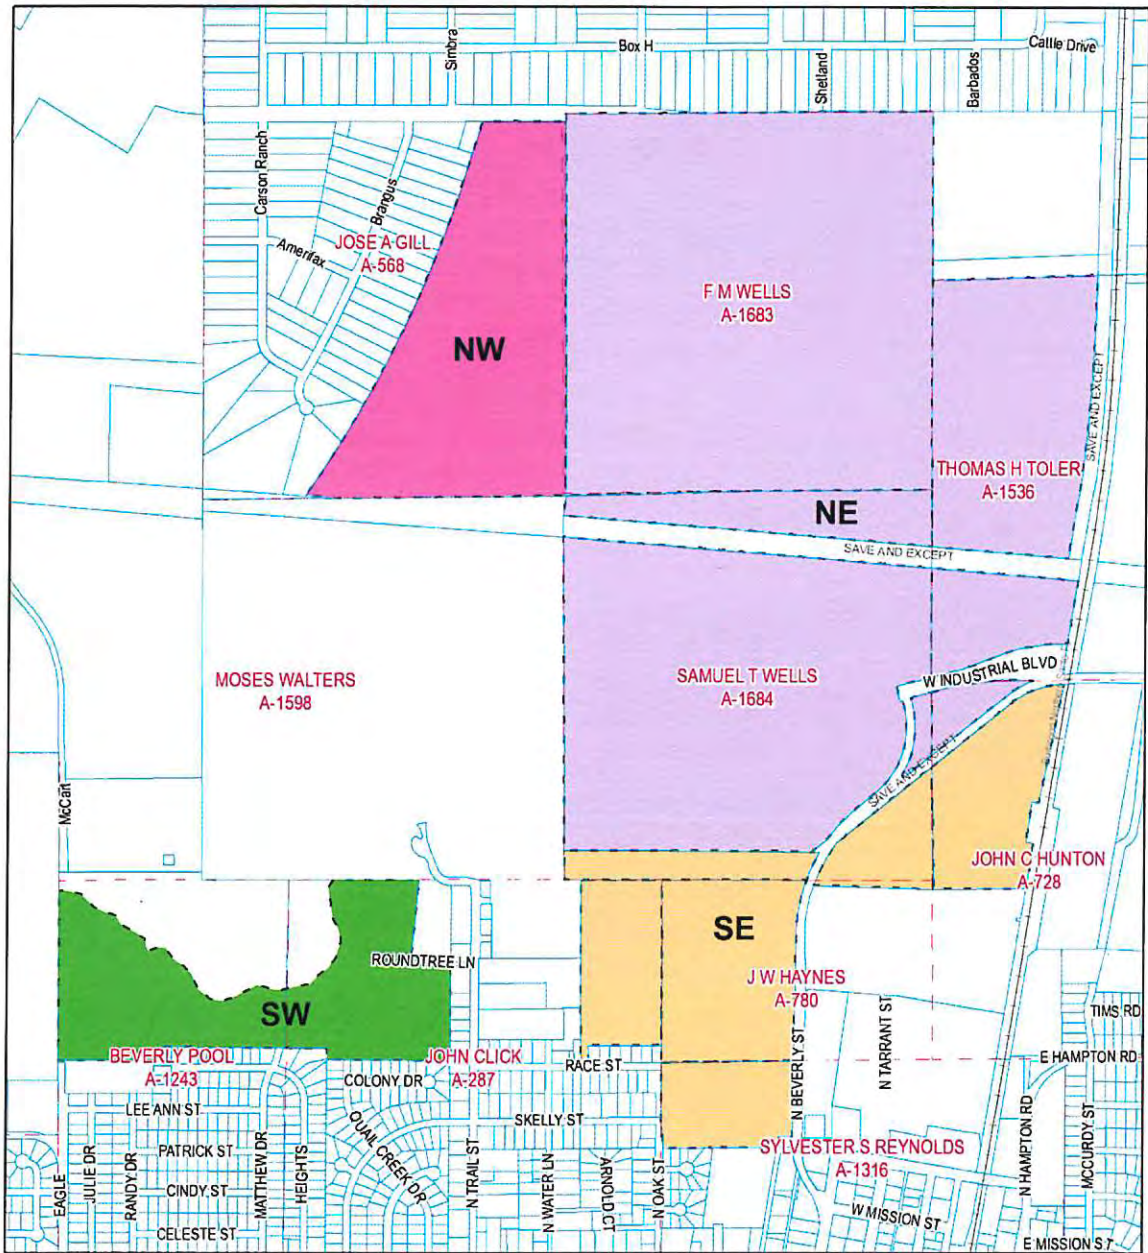 Simbra
Box H
Cattle Drive
Shetland
Barbados
Carson Ranch
Brangus
Amerifax
JOSE A GILL
A-568
NW
F M WELLS
A-1683
SAVE AND EXCEPT
THOMAS H TOLER
A-1536
NE
SAVE AND EXCEPT
MOSES WALTERS
A-1598
SAMUEL T WELLS
A-1684
W INDUSTRIAL BLVD
SAVE AND EXCEPT
McCart
JOHN C HUNTON
A-728
SE
ROUNDTREE LN
J W HAYNES
A-780
SW
N TARRANT ST
TIMS RD
BEVERLY POOL
A-1243
JOHN CLICK
A-287
RACE ST
N BEVERLY ST
E HAMPTON RD
COLONY DR
LEE ANN ST
SKELLY ST
QUAIL CREEK DR
PATRICK ST
SYLVESTER S REYNOLDS
A-1316
N HAMPTON RD
MCCURDY ST
EAGLE
JULIE DR
RANDY DR
CINDY ST
MATTHEW DR
HEIGHTS
N TRAIL ST
N WATER LN
ARNOLD CT
N OAK ST
W MISSION ST
CELESTE ST
E MISSION ST